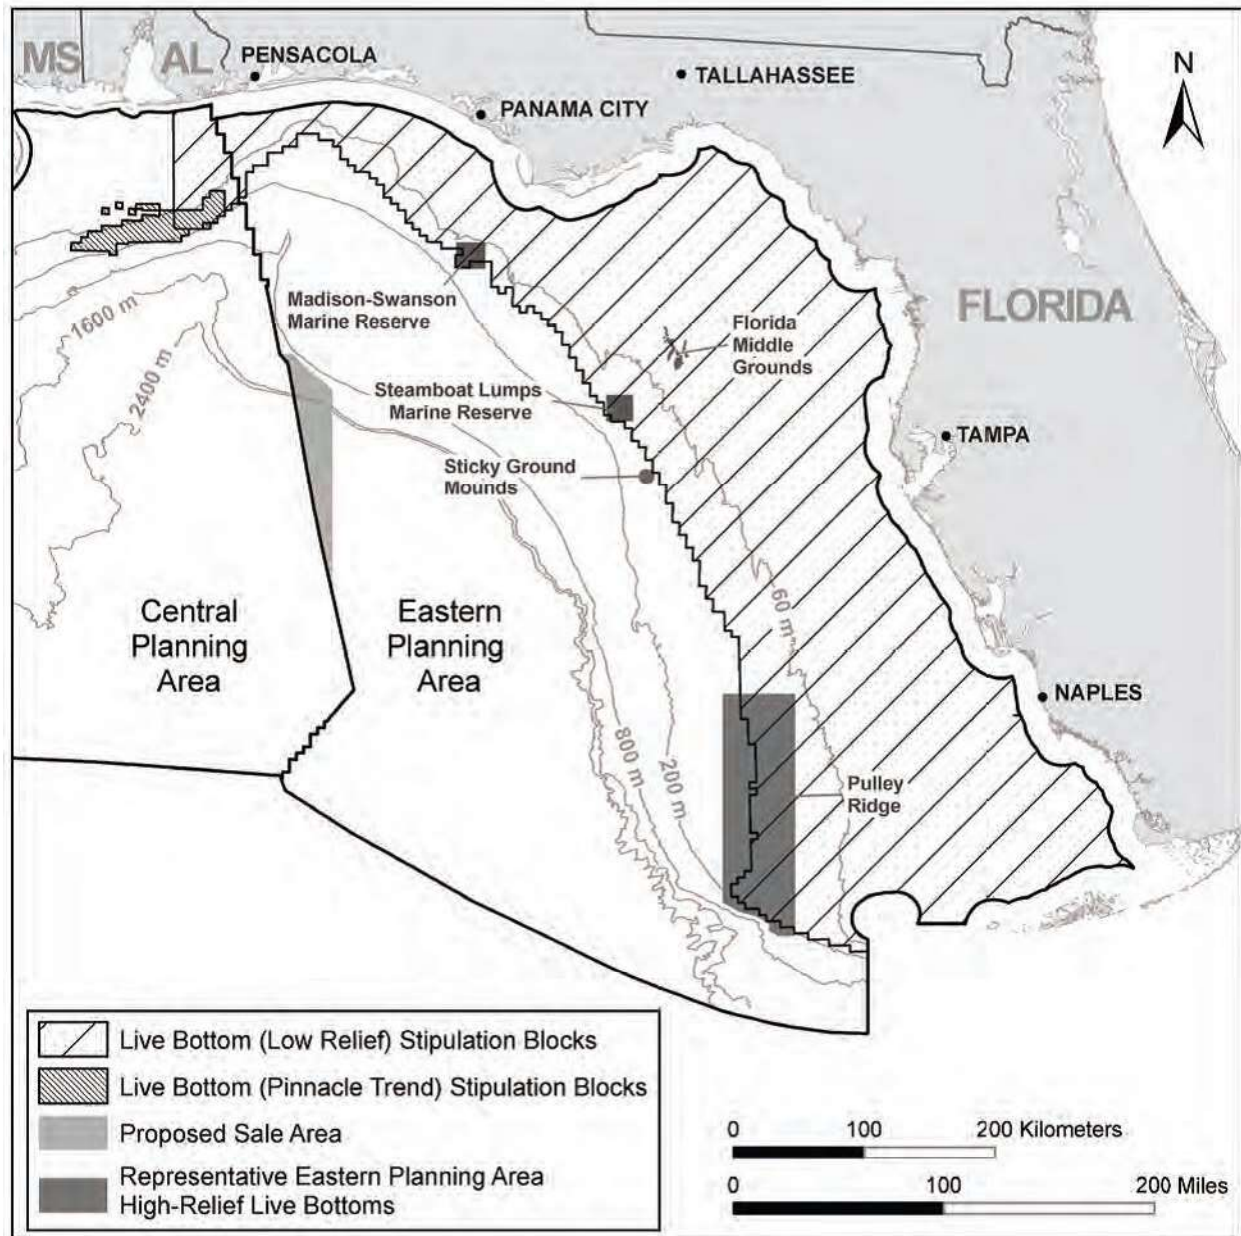 MS
AL
PENSACOLA
TALLAHASSEE
N
PANAMA CITY
Madison-Swanson
Marine Reserve
1600 m
2400 m
Florida
Middle
Grounds
FLORIDA
Steamboat Lumps
Marine Reserve
TAMPA
Sticky Ground
Mounds
60 m
Central
Planning
Area
Eastern
Planning
Area
NAPLES
800 m
200 m
Pulley
Ridge
Live Bottom (Low Relief) Stipulation Blocks
Live Bottom (Pinnacle Trend) Stipulation Blocks
Proposed Sale Area
Representative Eastern Planning Area
High-Relief Live Bottoms
0 100 200 Kilometers
0 100 200 Miles